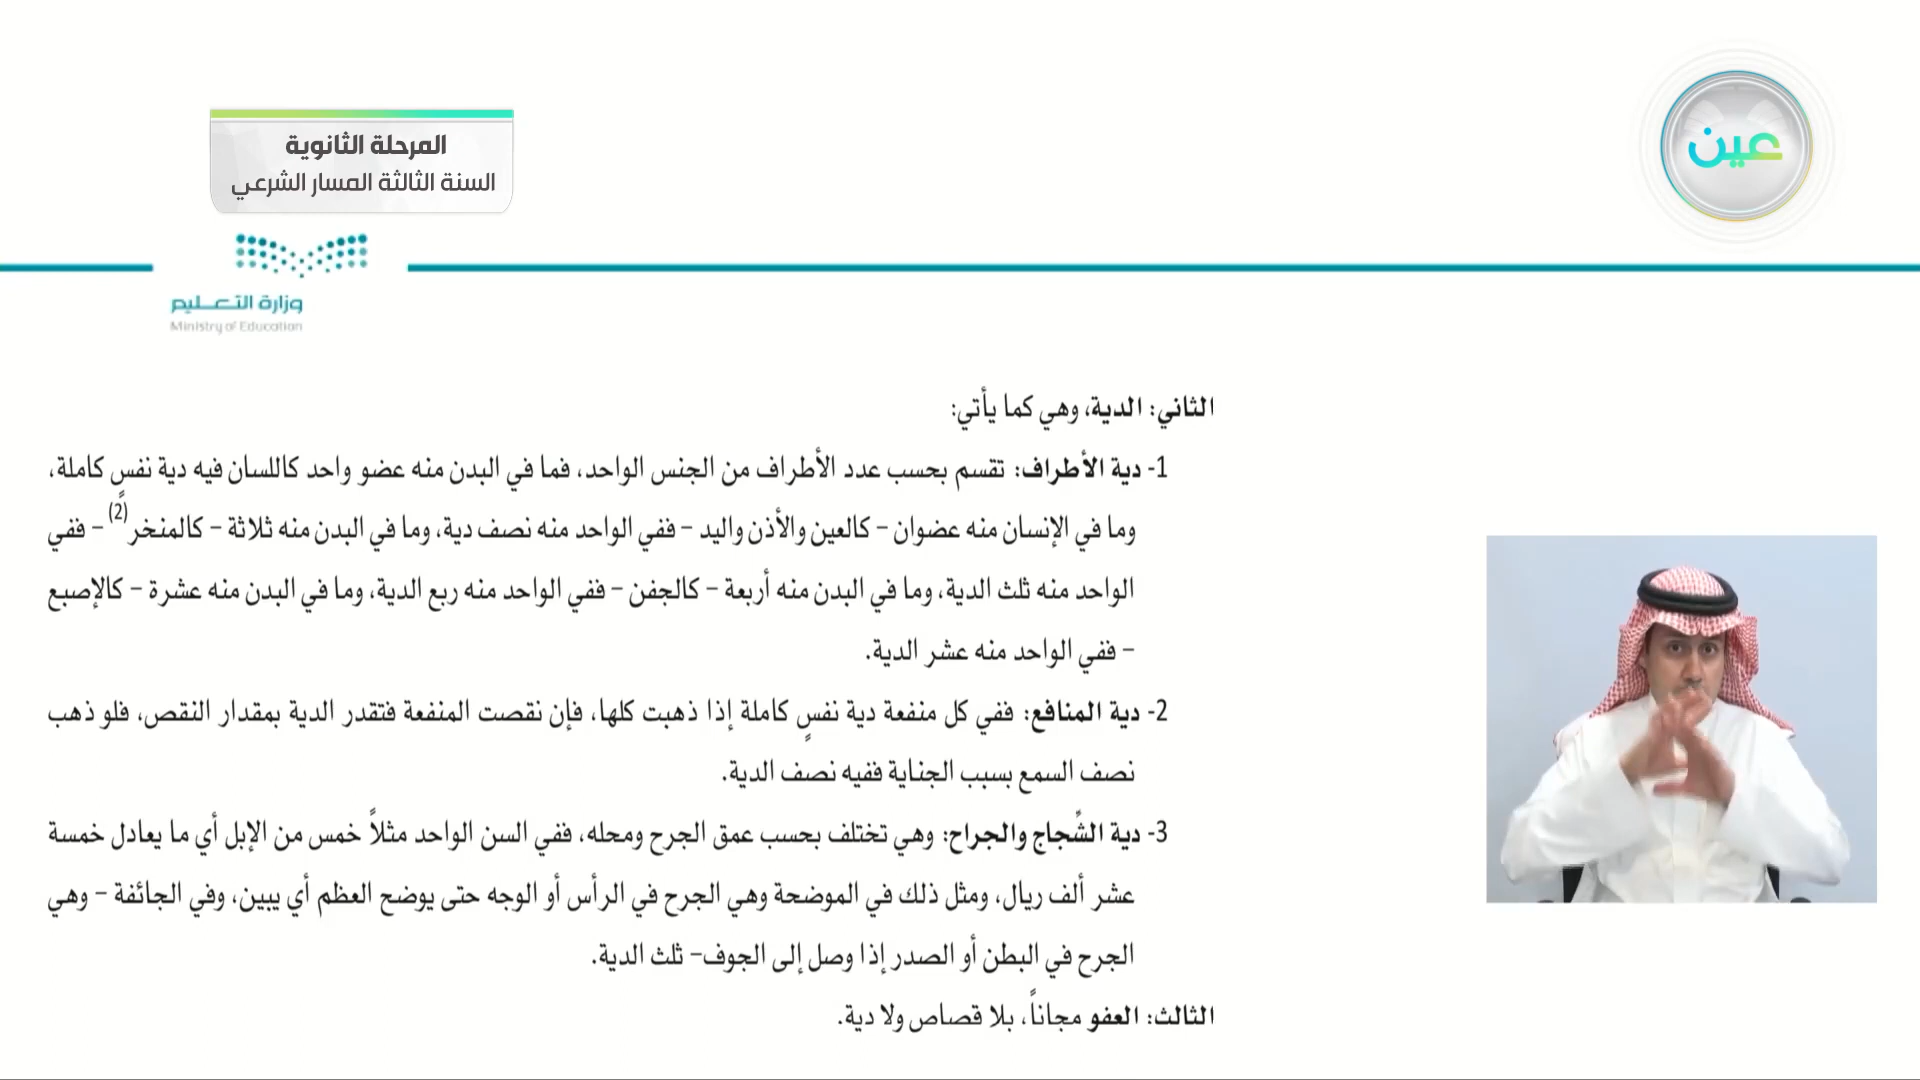 المرحلة الثانوية
السنة الثالثة المسار الشرعي
عين
وزارة التعليم
Ministry of Education
الثاني: الدية، وهي كما يأتي:
1- دية الأطراف: تقسم بحسب عدد الأطراف من الجنس الواحد، فما في البدن منه عضو واحد كاللسان فيه دية نفسٍ كاملة،
وما في الإنسان منه عضوان – كالعين والأذن واليد – ففي الواحد منه نصف دية، وما في البدن منه ثلاثة – كالمنخر(2) – ففي
الواحد منه ثلث الدية، وما في البدن منه أربعة – كالجفن – ففي الواحد منه ربع الدية، وما في البدن منه عشرة – كالإصبع
– ففي الواحد منه عشر الدية.
2- دية المنافع: ففي كل منفعة دية نفسٍ كاملة إذا ذهبت كلها، فإن نقصت المنفعة فتقدر الدية بمقدار النقص، فلو ذهب
نصف السمع بسبب الجناية ففيه نصف الدية.
3- دية الشِّجاج والجراح: وهي تختلف بحسب عمق الجرح ومحله، ففي السن الواحد مثلاً خمس من الإبل أي ما يعادل خمسة
عشر ألف ريال، ومثل ذلك في الموضحة وهي الجرح في الرأس أو الوجه حتى يوضح العظم أي يبين، وفي الجائفة – وهي
الجرح في البطن أو الصدر إذا وصل إلى الجوف– ثلث الدية.
الثالث: العفو مجاناً، بلا قصاص ولا دية.